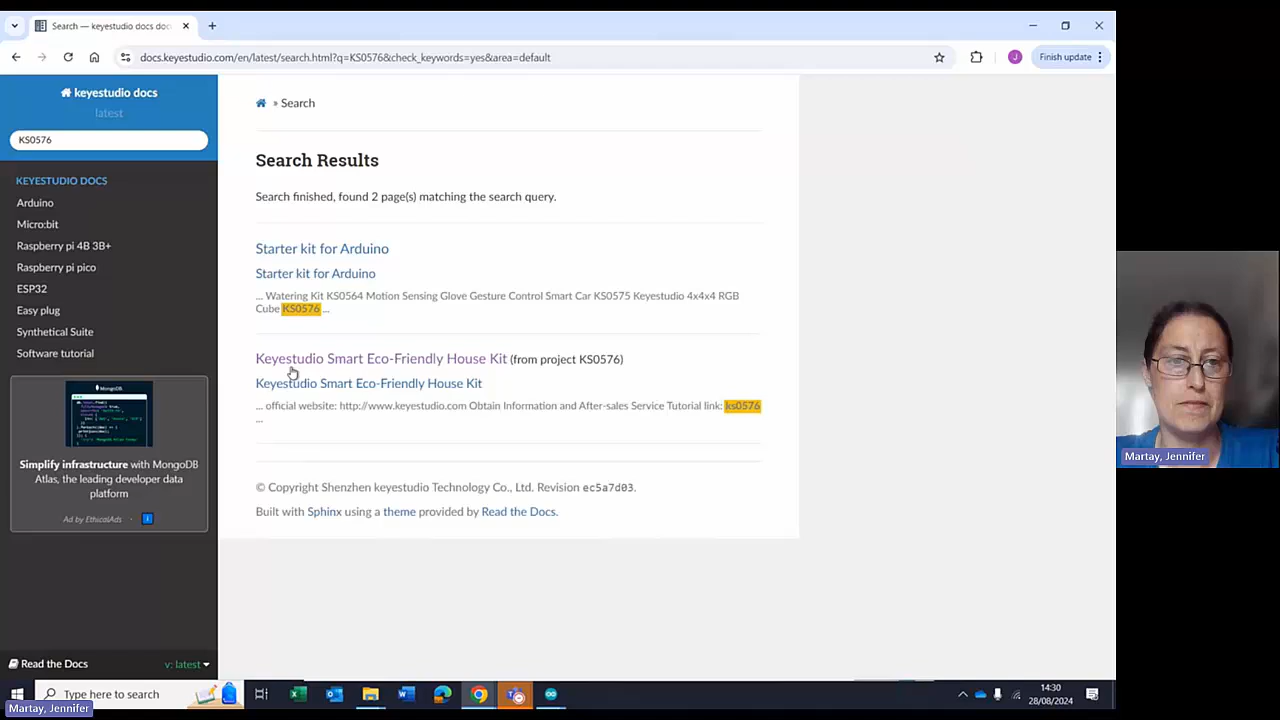 Search — keyestudio docs doc
docs.keyestudio.com/en/latest/search.html?q=KS0576&check_keywords=yes&area=default
Finish update
keyestudio docs
latest
KS0576
KEYESTUDIO DOCS
Arduino
Micro:bit
Raspberry pi 4B 3B+
Raspberry pi pico
ESP32
Easy plug
Synthetical Suite
Software tutorial
MongoDB.
Simplify infrastructure with MongoDB
Atlas, the leading developer data
platform
Ad by EthicalAds ·
Read the Docs
v: latest
» Search
Search Results
Search finished, found 2 page(s) matching the search query.
Starter kit for Arduino
Starter kit for Arduino
... Watering Kit KS0564 Motion Sensing Glove Gesture Control Smart Car KS0575 Keyestudio 4x4x4 RGB
Cube KS0576 ...
Keyestudio Smart Eco-Friendly House Kit (from project KS0576)
Keyestudio Smart Eco-Friendly House Kit
... official website: http://www.keyestudio.com Obtain Information and After-sales Service Tutorial link: ks0576
...
© Copyright Shenzhen keyestudio Technology Co., Ltd. Revision ec5a7d03.
Built with Sphinx using a theme provided by Read the Docs.
Martay, Jennifer
Type here to search
14:30
28/08/2024
Martay, Jennifer